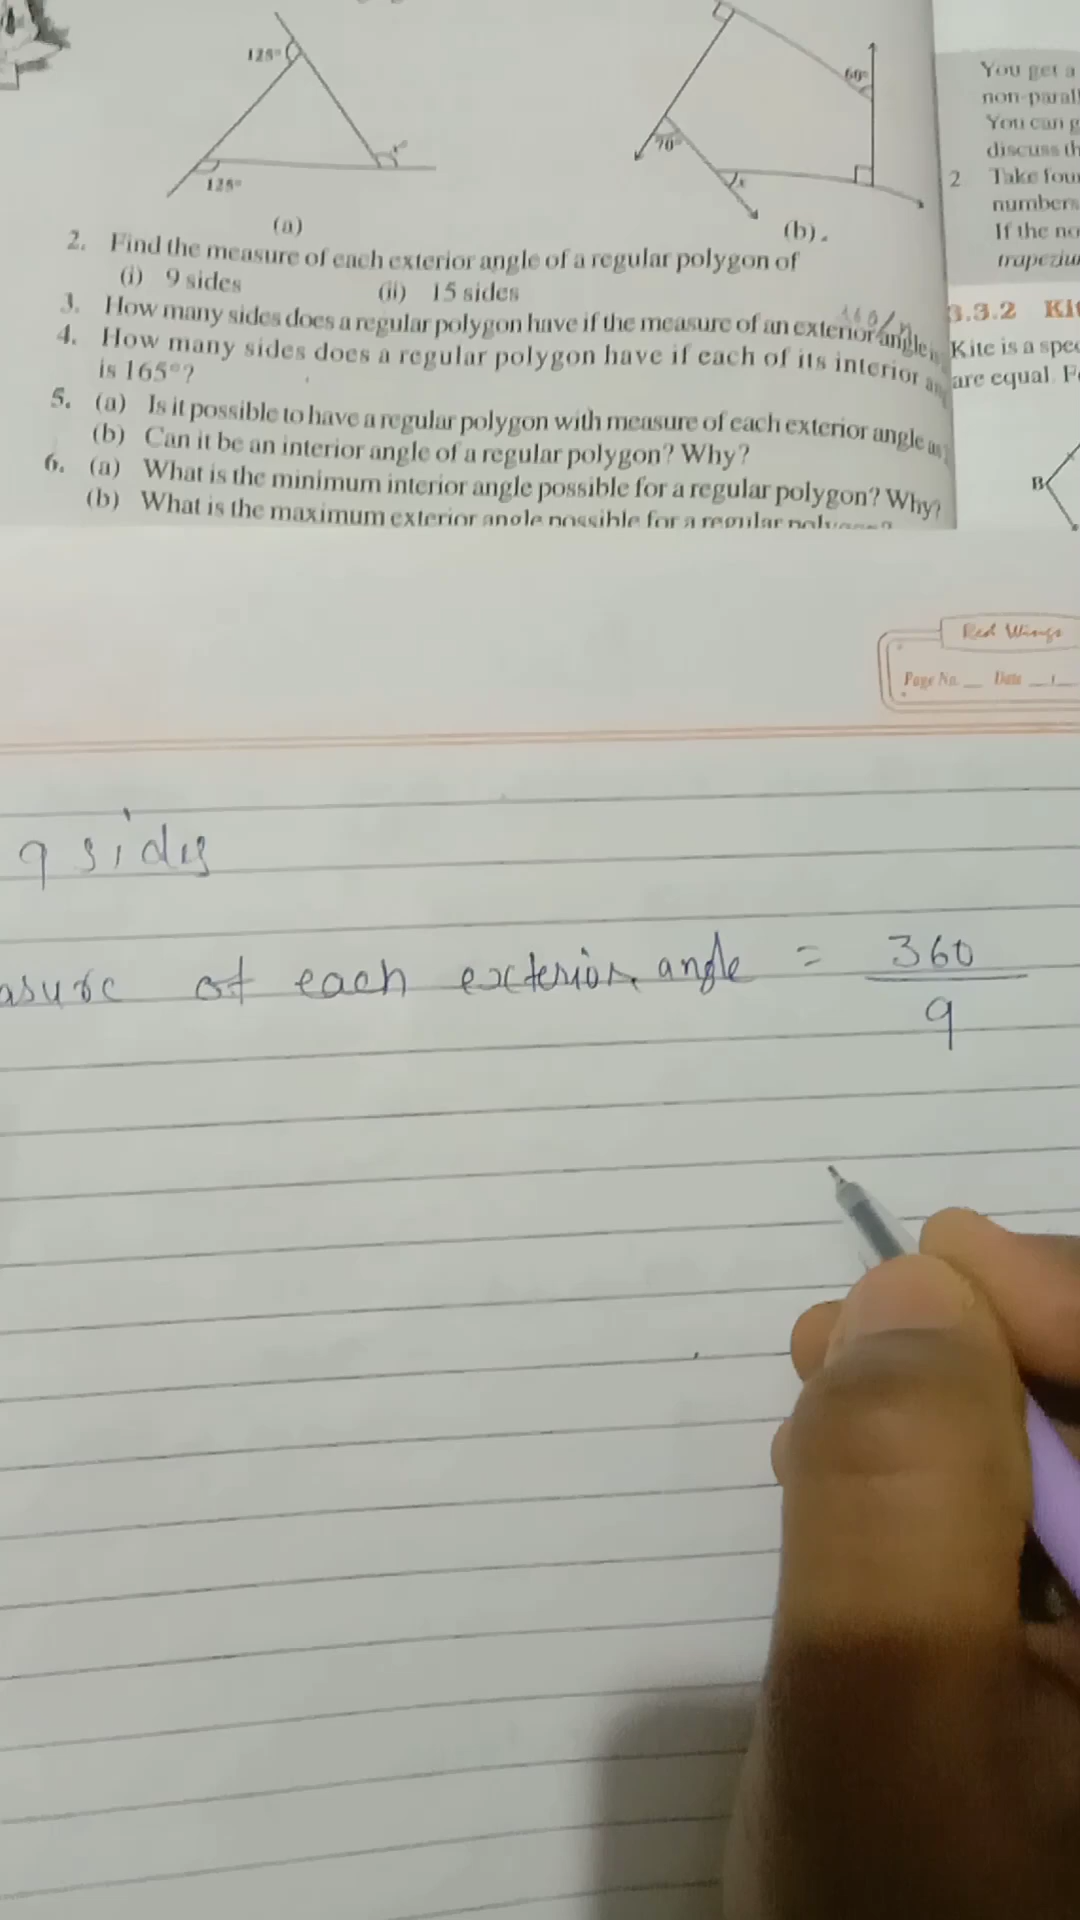 125°
125°
x°
(a)
60°
70°
x
(b).
2. Find the measure of each exterior angle of a regular polygon of
(i) 9 sides (ii) 15 sides
3. How many sides does a regular polygon have if the measure of an exterior angle is
4. How many sides does a regular polygon have if each of its interior
is 165°?
5. (a) Is it possible to have a regular polygon with measure of each exterior angle as
(b) Can it be an interior angle of a regular polygon? Why?
6. (a) What is the minimum interior angle possible for a regular polygon? Why?
(b) What is the maximum exterior angle possible for a regular
You get a
non-parall
You can g
discuss th
2 Take four
numbers
If the no
trapeziu
3.3.2 Kit
Kite is a spec
are equal. F
B
Red Wings
Page No. Date
9 sides
asure of each exterior angle = 360
9